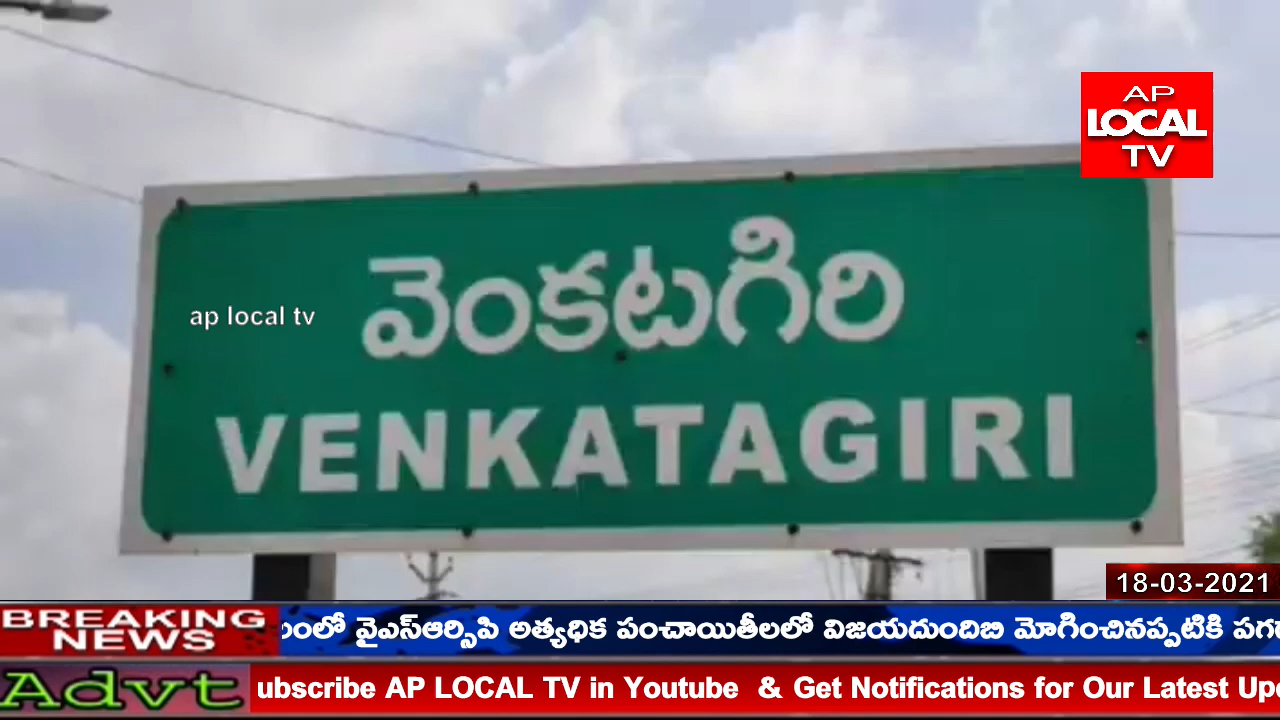 AP
LOCAL
TV
వెంకటగిరి
ap local tv
VENKATAGIRI
18-03-2021
BREAKING
NEWS
వైఎస్ఆర్సిపి అత్యధిక పంచాయితీలలో విజయదుందిబి మోగించినప్పటికి
Advt
ubscribe AP LOCAL TV in Youtube & Get Notifications for Our Latest